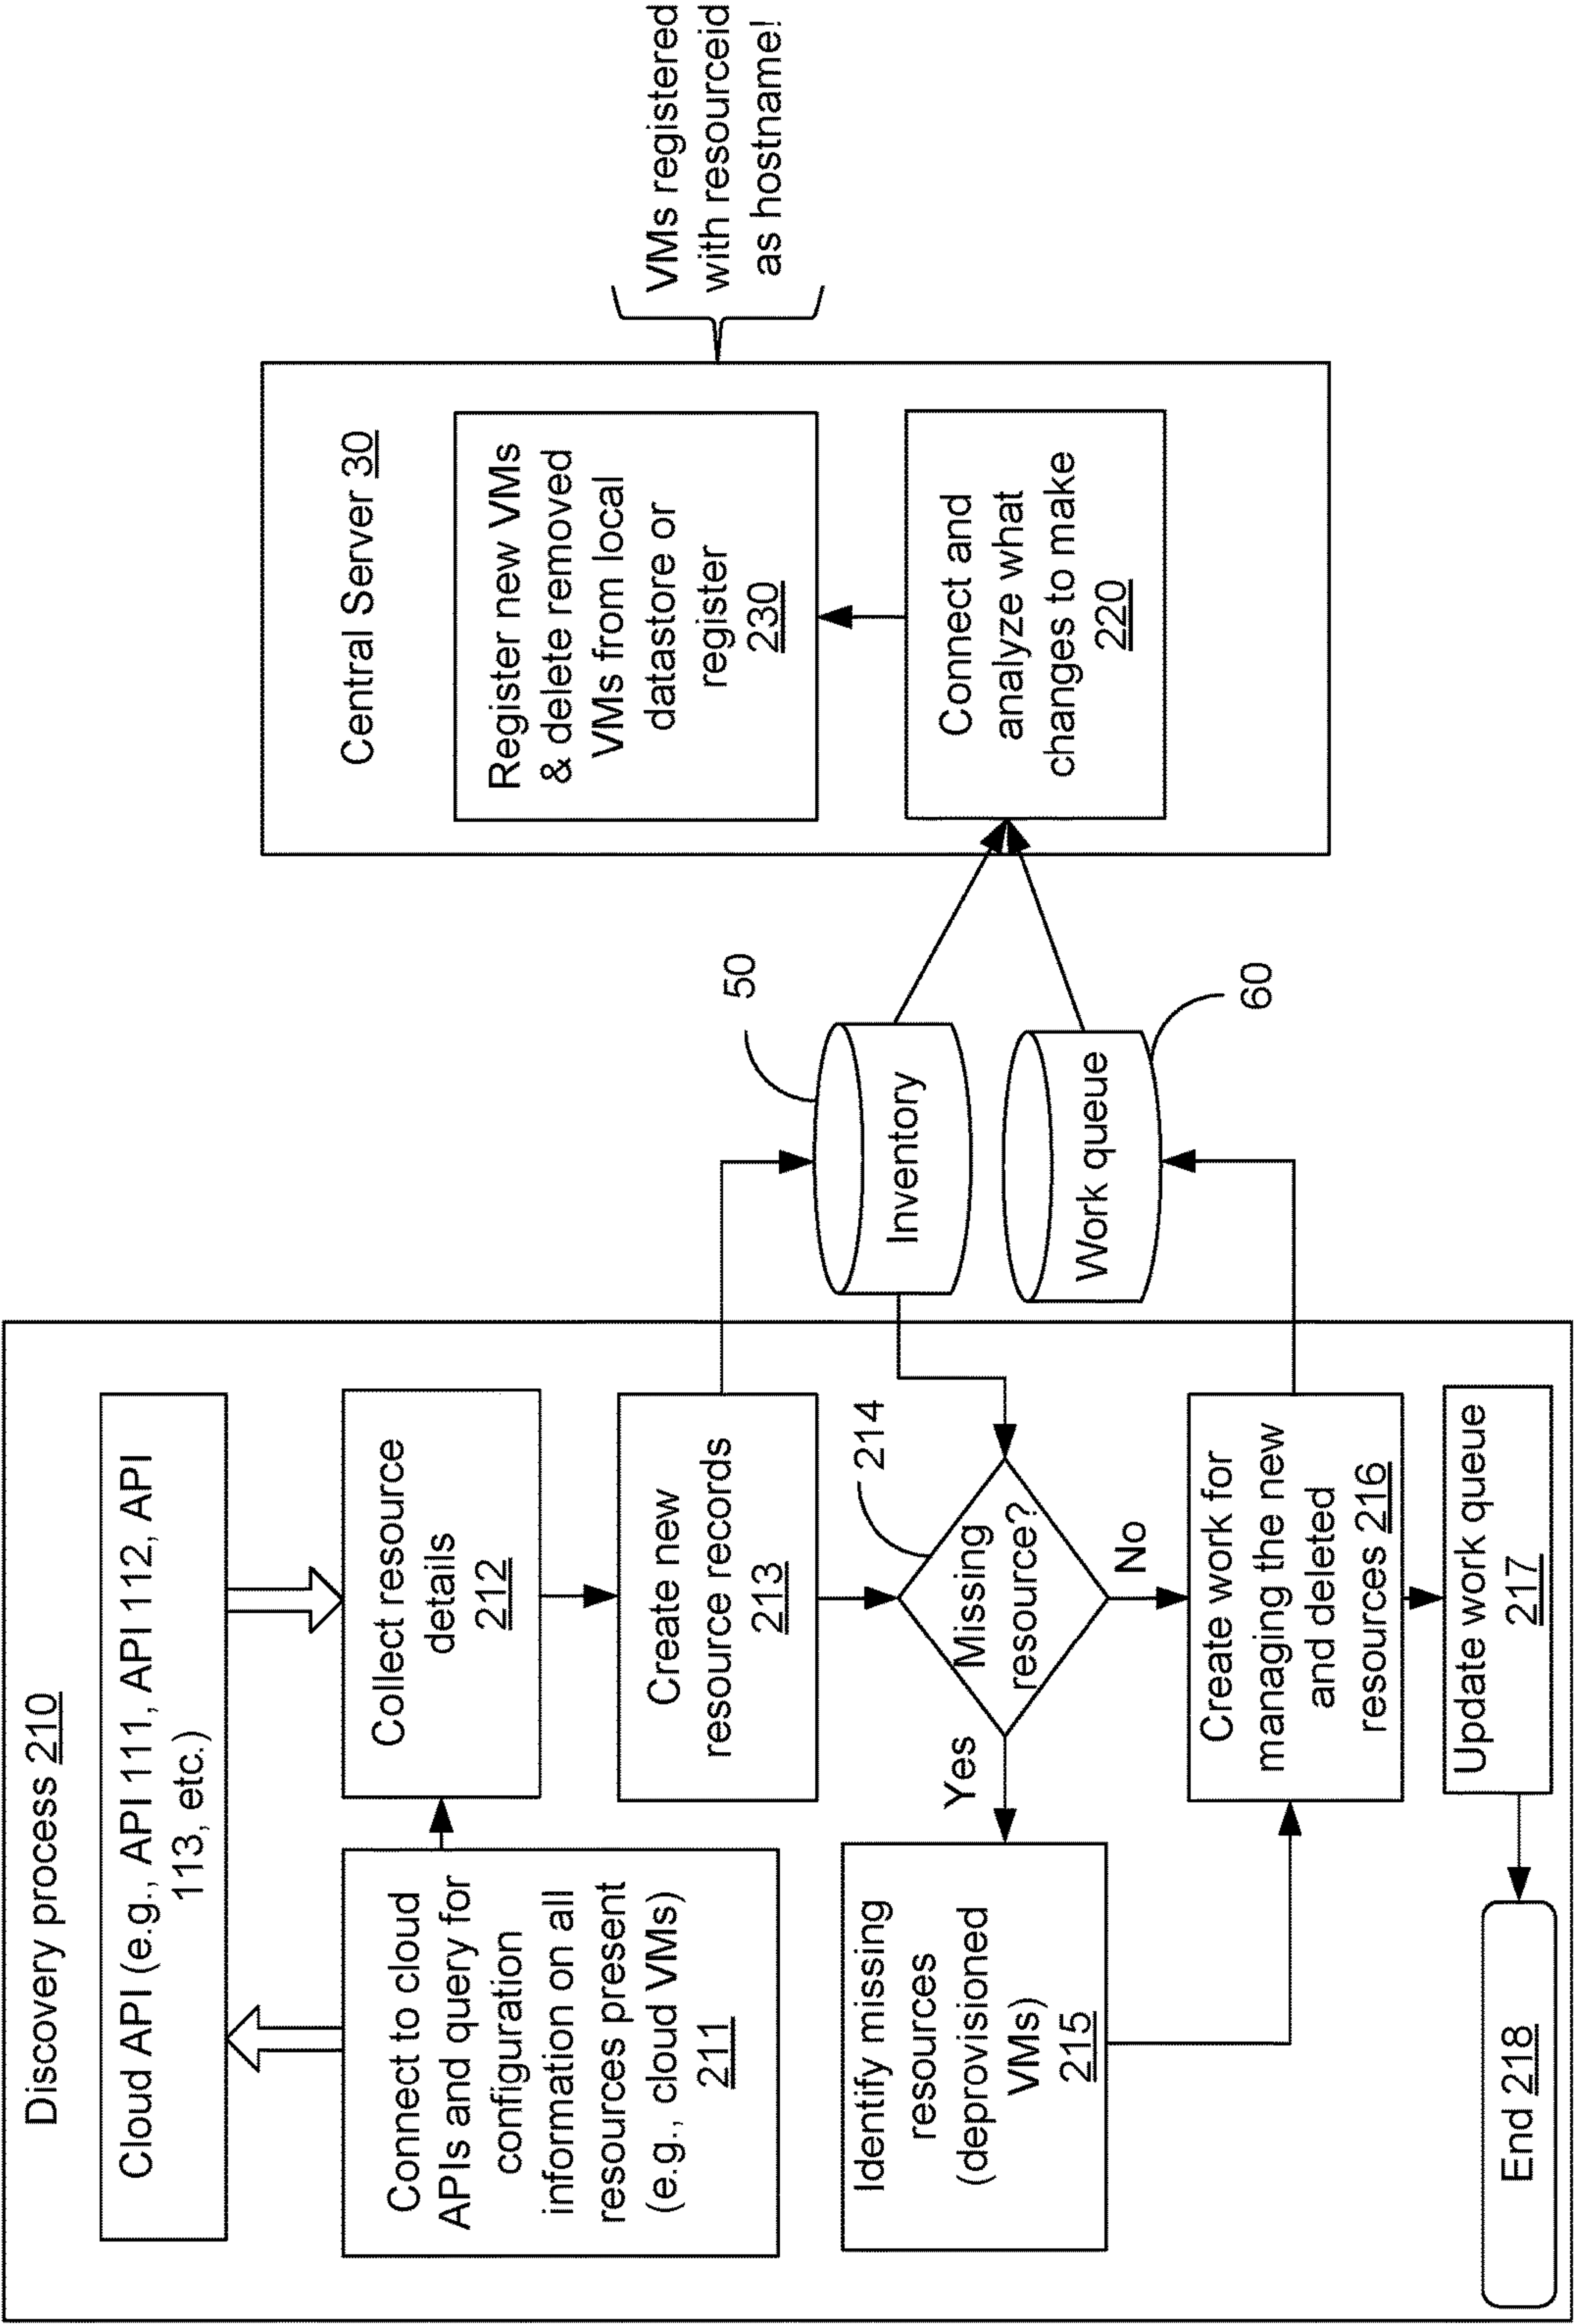 Discovery process 210
Cloud API (e.g., API 111, API 112, API
113, etc.)
Connect to cloud
APIs and query for
configuration
information on all
resources present
(e.g., cloud VMs)
211
Collect resource
details
212
Create new
resource records
213
214
Missing
resource?
Yes
No
Identify missing
resources
(deprovisioned
VMs)
215
Create work for
managing the new
and deleted
resources 216
Update work queue
217
End 218
50
Inventory
Work queue
60
Central Server 30
Register new VMs
& delete removed
VMs from local
datastore or
register
230
Connect and
analyze what
changes to make
220
VMs registered
with resourceid
as hostname!